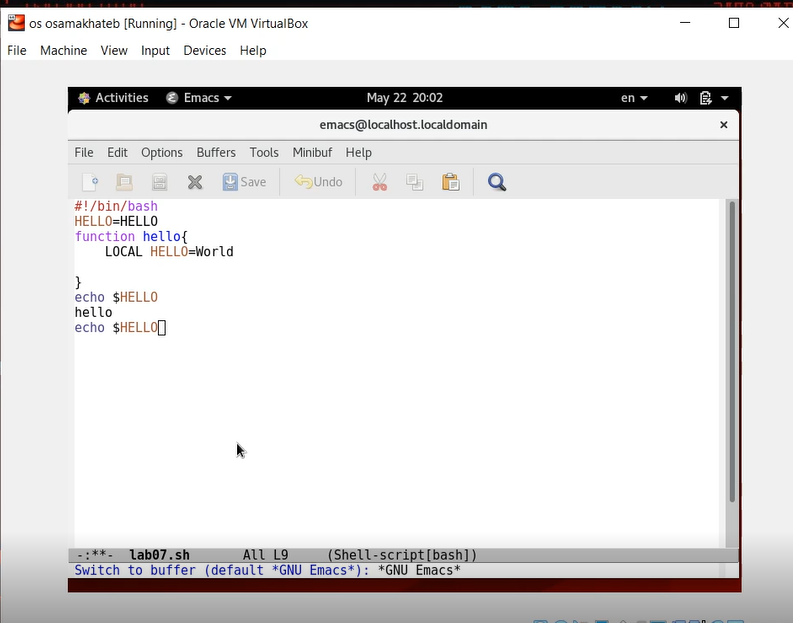 os osamakhateb [Running] - Oracle VM VirtualBox
File Machine View Input Devices Help
Activities Emacs May 22 20:02 en
emacs@localhost.localdomain
File Edit Options Buffers Tools Minibuf Help
Save Undo
#!/bin/bash
HELLO=HELLO
function hello{
    LOCAL HELLO=World
}
echo $HELLO
hello
echo $HELLO
-:**- lab07.sh All L9 (Shell-script[bash])
Switch to buffer (default *GNU Emacs*): *GNU Emacs*